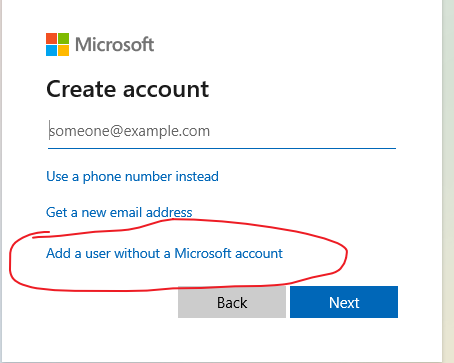 Microsoft
Create account
someone@example.com
Use a phone number instead
Get a new email address
Add a user without a Microsoft account
Back
Next